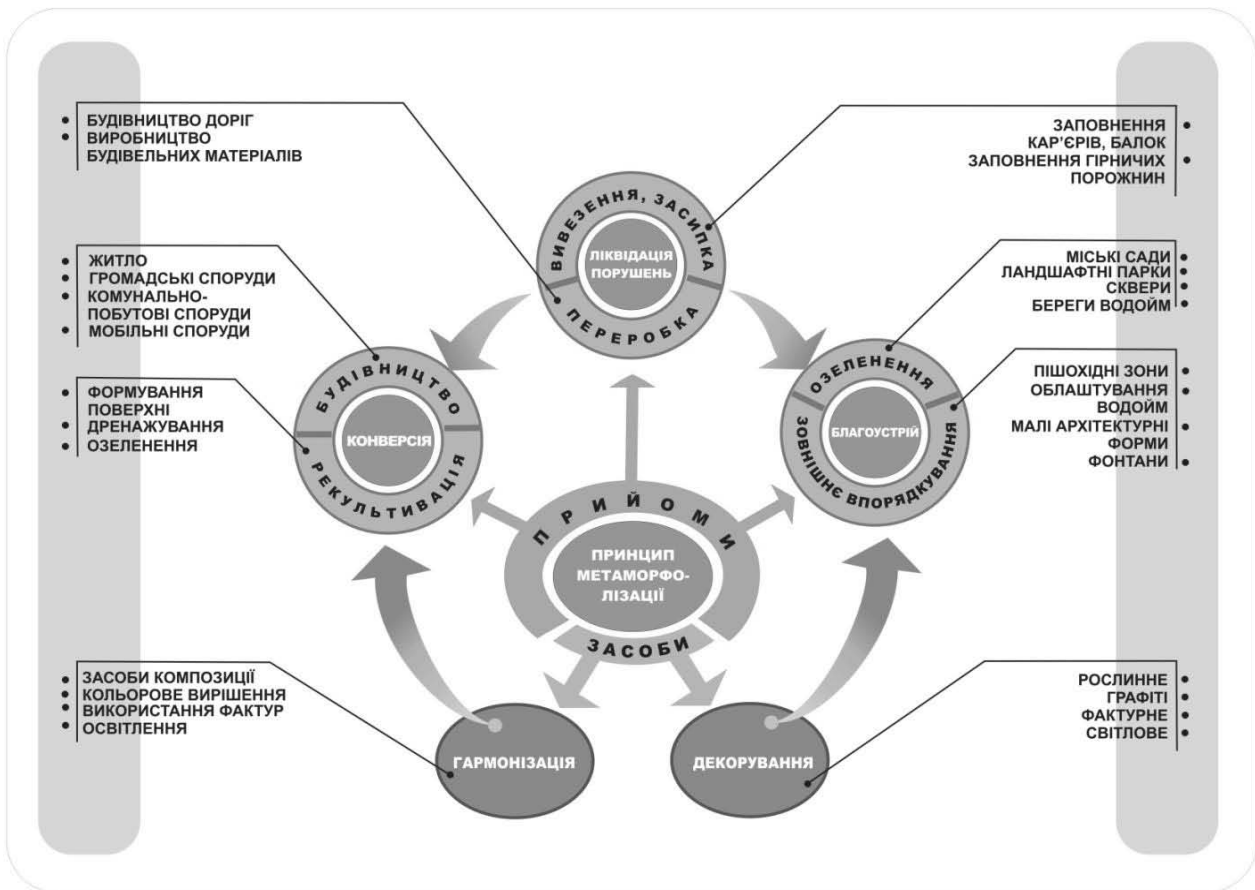 БУДІВНИЦТВО ДОРІГ
ВИРОБНИЦТВО
БУДІВЕЛЬНИХ МАТЕРІАЛІВ
ЗАПОВНЕННЯ
КАР’ЄРІВ, БАЛОК
ЗАПОВНЕННЯ ГІРНИЧИХ
ПОРОЖНИН
ВИВЕЗЕННЯ, ЗАСИПКА
ЛІКВІДАЦІЯ
ПОРУШЕНЬ
ПЕРЕРОБКА
ЖИТЛО
ГРОМАДСЬКІ СПОРУДИ
КОМУНАЛЬНО-
ПОБУТОВІ СПОРУДИ
МОБІЛЬНІ СПОРУДИ
МІСЬКІ САДИ
ЛАНДШАФТНІ ПАРКИ
СКВЕРИ
БЕРЕГИ ВОДОЙМ
ФОРМУВАННЯ
ПОВЕРХНІ
ДРЕНАЖУВАННЯ
ОЗЕЛЕНЕННЯ
БУДІВНИЦТВО
КОНВЕРСІЯ
РЕКУЛЬТИВАЦІЯ
ОЗЕЛЕНЕННЯ
БЛАГОУСТРІЙ
ЗОВНІШНЄ ВПОРЯДКУВАННЯ
ПІШОХІДНІ ЗОНИ
ОБЛАШТУВАННЯ
ВОДОЙМ
МАЛІ АРХІТЕКТУРНІ
ФОРМИ
ФОНТАНИ
ПРИЙОМИ
ПРИНЦИП
МЕТАМОРФО-
ЛІЗАЦІЇ
ЗАСОБИ
ЗАСОБИ КОМПОЗИЦІЇ
КОЛЬОРОВЕ ВИРІШЕННЯ
ВИКОРИСТАННЯ ФАКТУР
ОСВІТЛЕННЯ
ГАРМОНІЗАЦІЯ
ДЕКОРУВАННЯ
РОСЛИННЕ
ГРАФІТІ
ФАКТУРНЕ
СВІТЛОВЕ